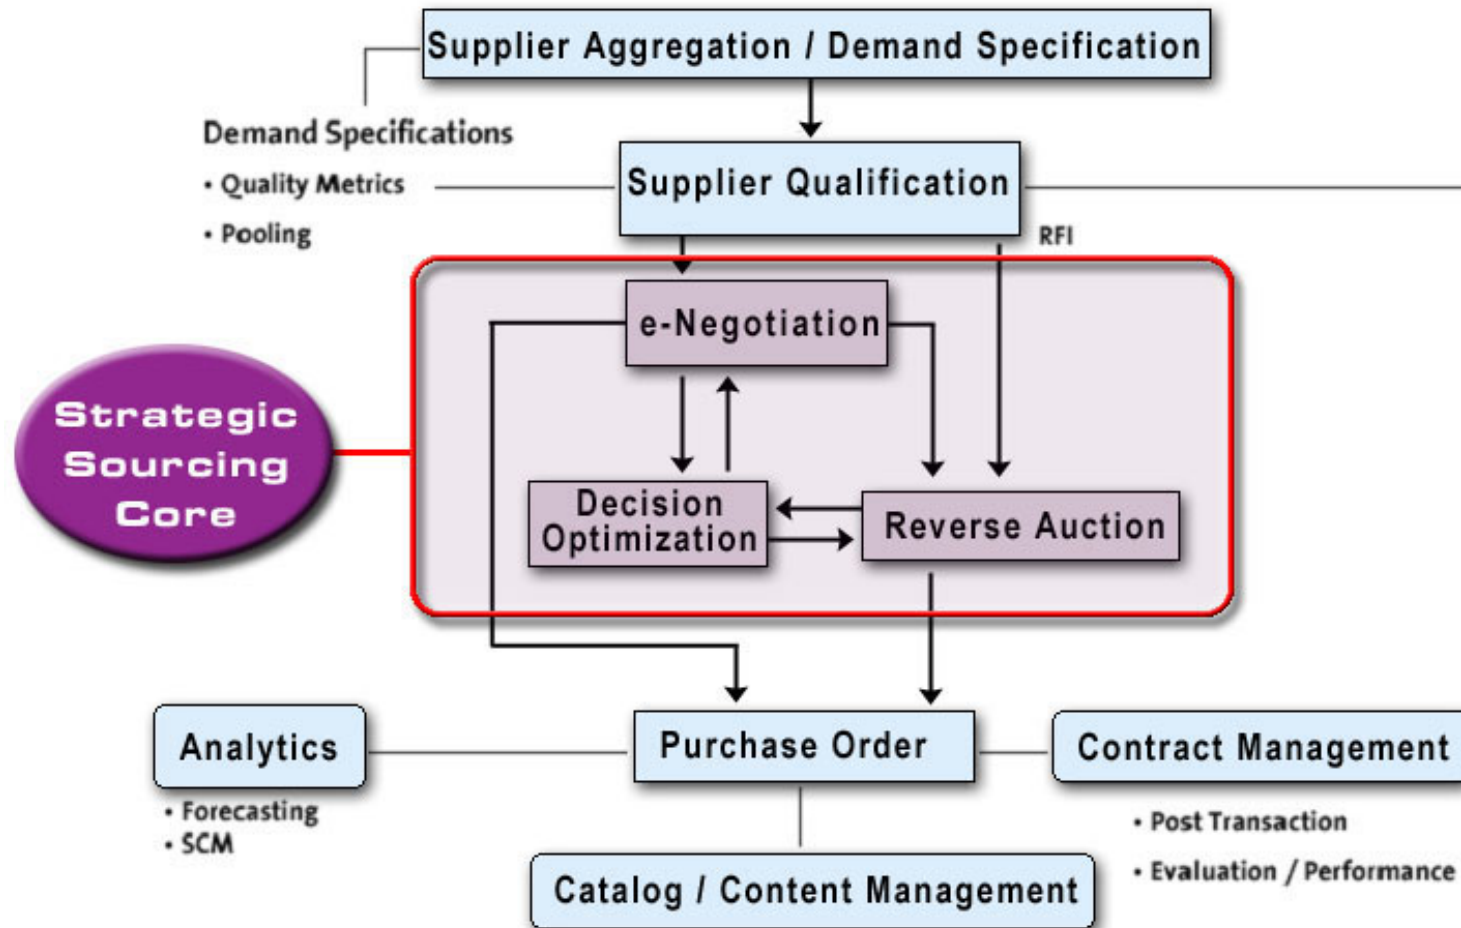 Supplier Aggregation / Demand Specification
Demand Specifications
• Quality Metrics
• Pooling
Supplier Qualification
RFI
e-Negotiation
Strategic
Sourcing
Core
Decision
Optimization
Reverse Auction
Analytics
• Forecasting
• SCM
Purchase Order
Contract Management
• Post Transaction
• Evaluation / Performance
Catalog / Content Management